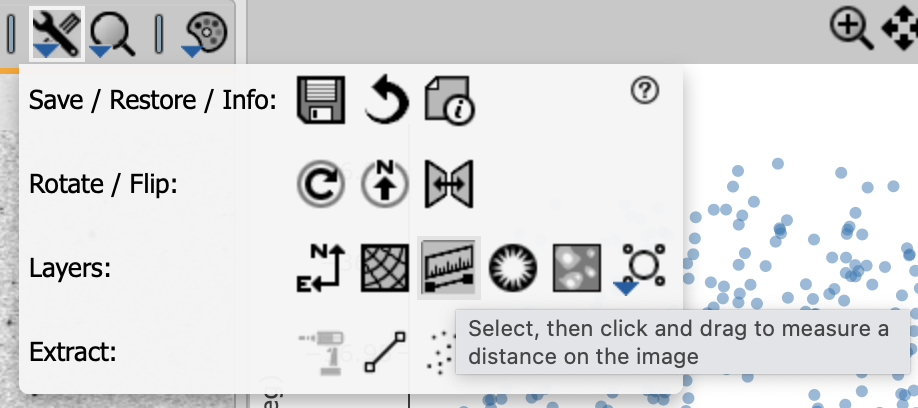 Save / Restore / Info:
?
Rotate / Flip:
N
Layers:
N
E
Extract:
Select, then click and drag to measure a
distance on the image